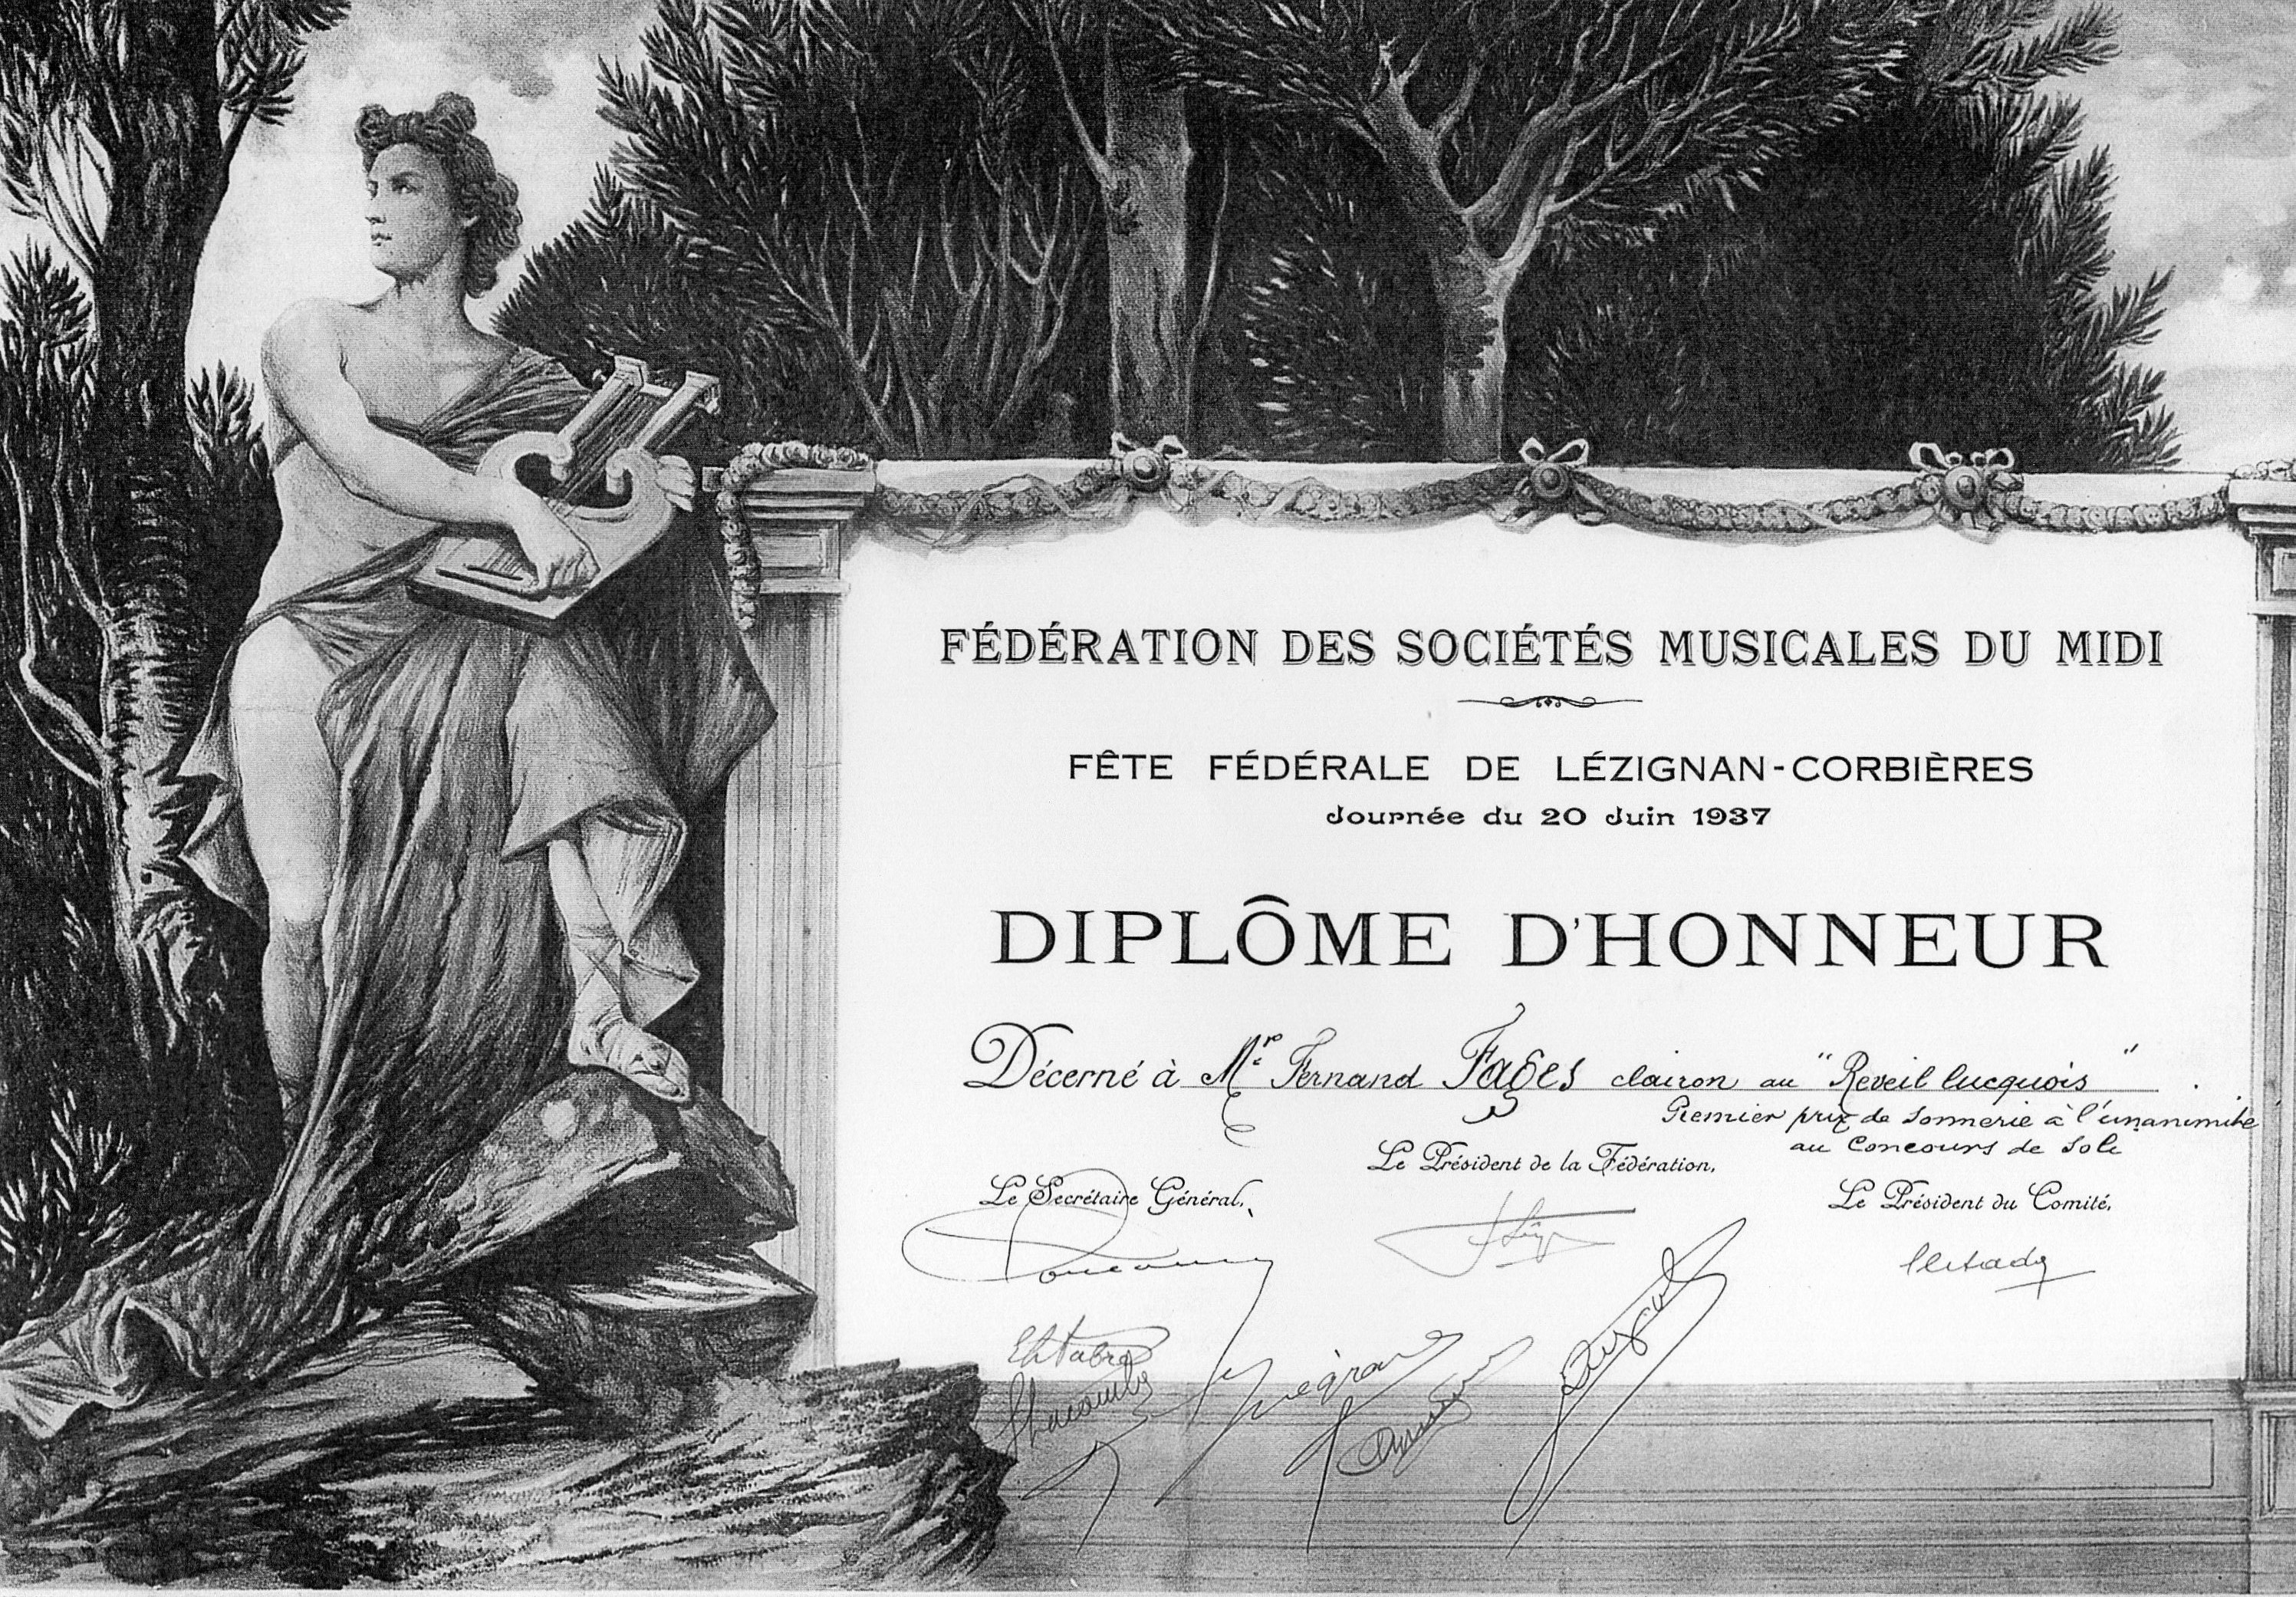 FÉDÉRATION DES SOCIÉTÉS MUSICALES DU MIDI
FÊTE FÉDÉRALE DE LÉZIGNAN-CORBIÈRES
Journée du 20 Juin 1937
DIPLÔME D'HONNEUR
Décerné à Mr Fernand Fages clairon au "Reveil lucquois"
Premier prix de sonnerie à l'unanimité
au Concours de Soli
Le Président de la Fédération,
Le Secrétaire Général,
Le Président du Comité,